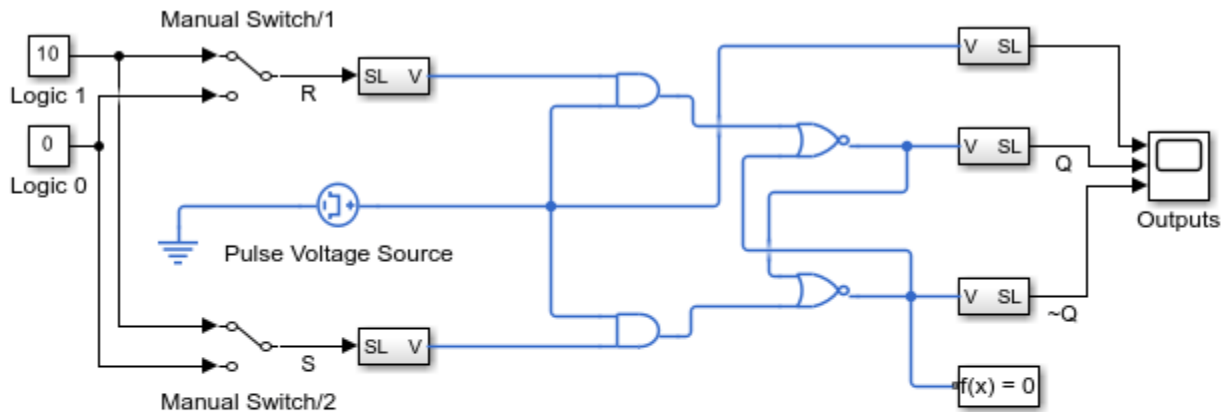 Manual Switch/1
10
Logic 1
R
SL V
V SL
0
Logic 0
V SL
Q
Outputs
Pulse Voltage Source
V SL
~Q
S
SL V
Manual Switch/2
f(x) = 0